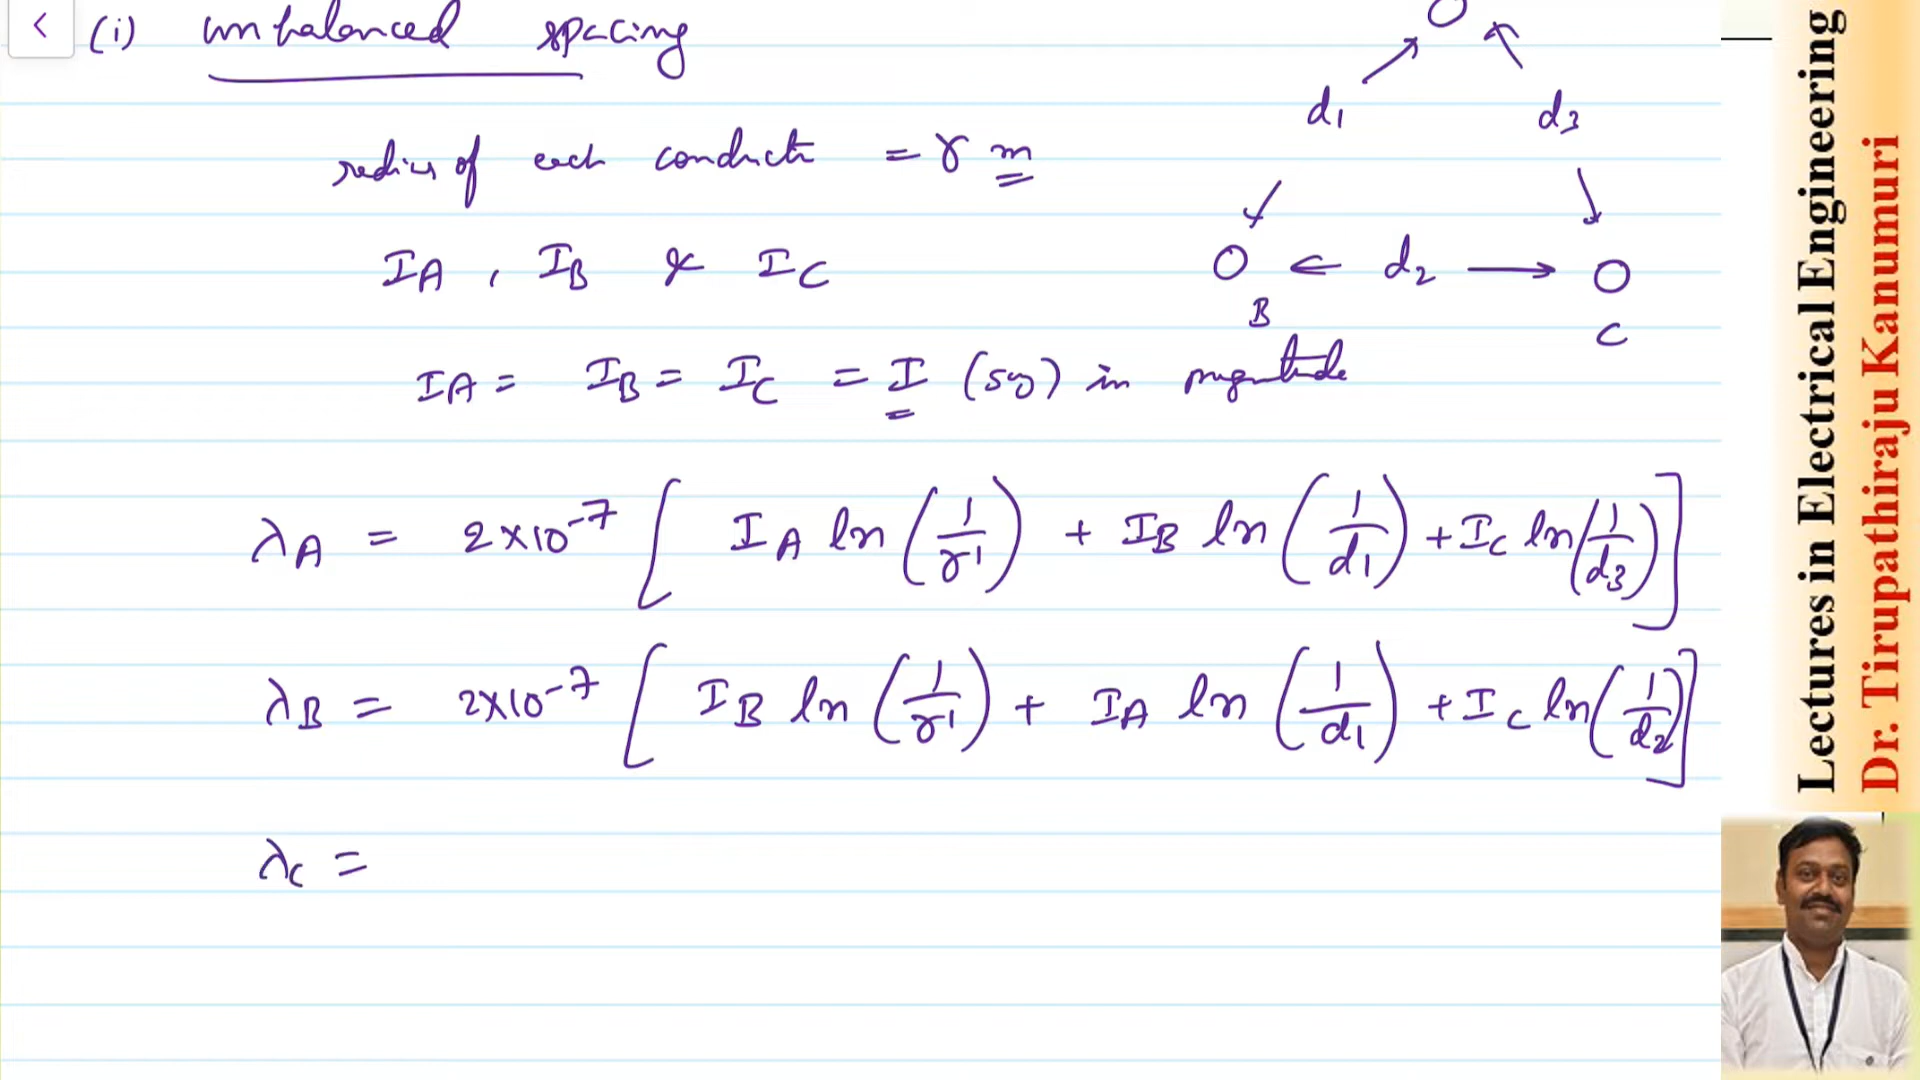 (i) unbalanced spacing
d1 d3
radius of each conductor = r m
IA , IB & IC
B ← d2 → C
IA = IB = IC = I (say) in magnitude
λA = 2×10^-7 [ IA ln (1/r') + IB ln (1/d1) + IC ln (1/d3) ]
λB = 2×10^-7 [ IB ln (1/r') + IA ln (1/d1) + IC ln (1/d2) ]
λC =
Lectures in Electrical Engineering
Dr. Tirupathiraju Kanumuri